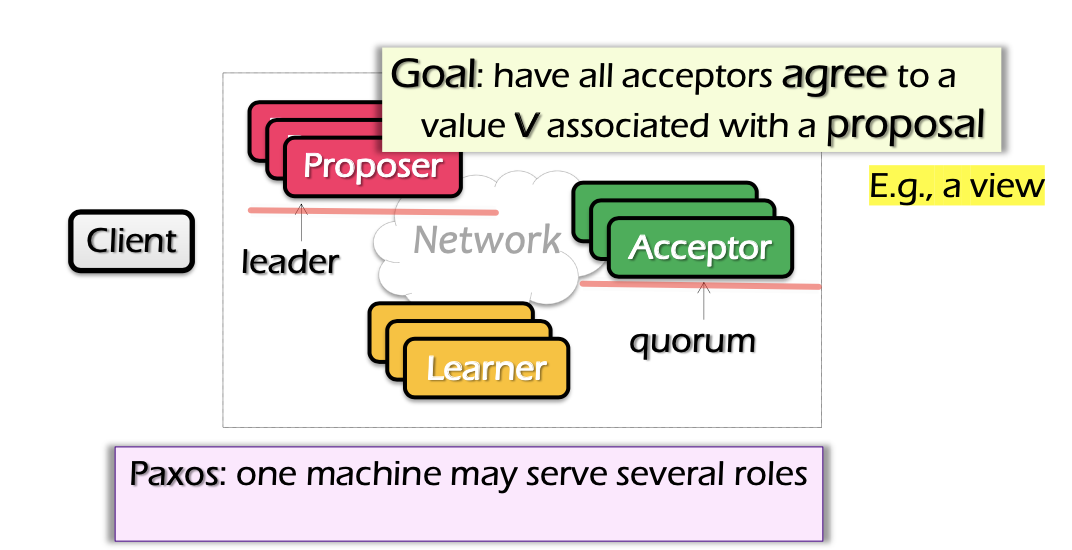 Goal: have all acceptors agree to a
value V associated with a proposal
Proposer
E.g., a view
Client
Network
Acceptor
leader
quorum
Learner
Paxos: one machine may serve several roles